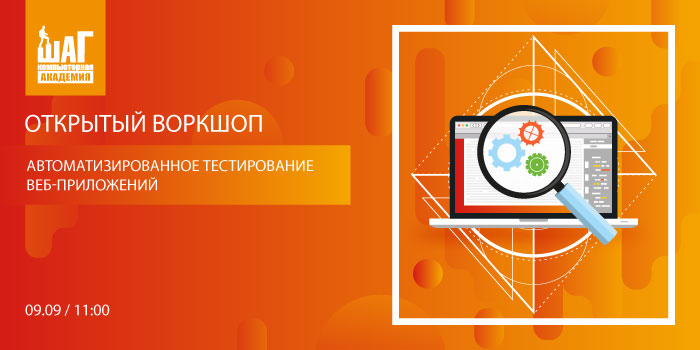 ШАГ
КОМПЬЮТЕРНАЯ
АКАДЕМИЯ
ОТКРЫТЫЙ ВОРКШОП
АВТОМАТИЗИРОВАННОЕ ТЕСТИРОВАНИЕ
ВЕБ-ПРИЛОЖЕНИЙ
09.09 / 11:00